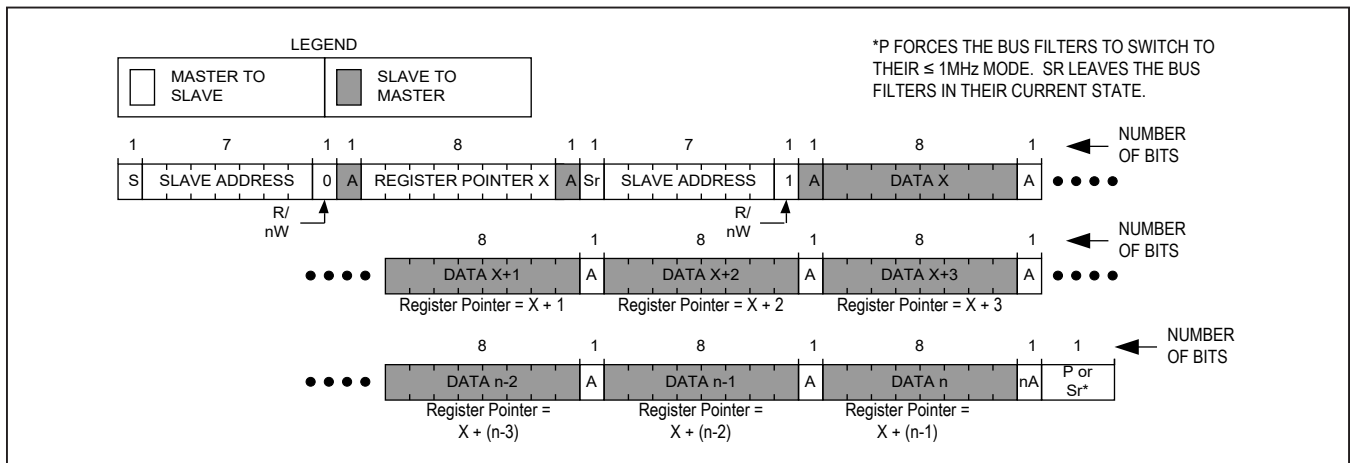 LEGEND
MASTER TO
SLAVE
SLAVE TO
MASTER
*P FORCES THE BUS FILTERS TO SWITCH TO
THEIR ≤ 1MHz MODE. SR LEAVES THE BUS
FILTERS IN THEIR CURRENT STATE.
1 7 1 1 8 1 1 7 1 1 8 1
NUMBER
OF BITS
S SLAVE ADDRESS 0 A REGISTER POINTER X A Sr SLAVE ADDRESS 1 A DATA X A
R/
nW
R/
nW
8 1 8 1 8 1
NUMBER
OF BITS
DATA X+1 A DATA X+2 A DATA X+3 A
Register Pointer = X + 1 Register Pointer = X + 2 Register Pointer = X + 3
8 1 8 1 8 1 1
NUMBER
OF BITS
DATA n-2 A DATA n-1 A DATA n nA P or
Sr*
Register Pointer =
X + (n-3)
Register Pointer =
X + (n-2)
Register Pointer =
X + (n-1)